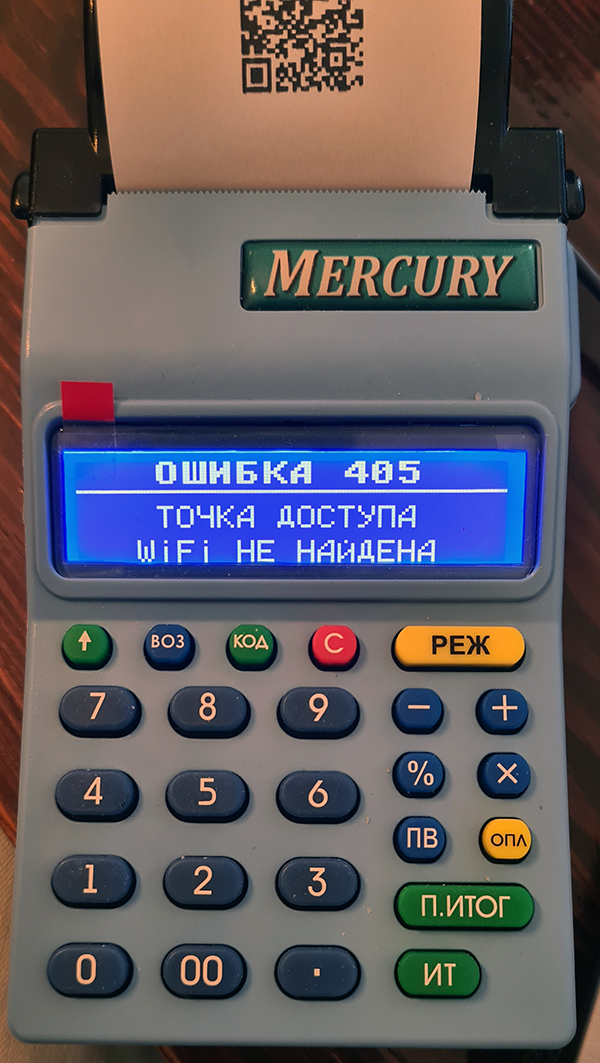 MERCURY
ОШИБКА 405
ТОЧКА ДОСТУПА
WiFi НЕ НАЙДЕНА
↑ ВОЗ КОД С РЕЖ
7 8 9 − +
4 5 6 % ×
ПВ ОПЛ
1 2 3 П.ИТОГ
0 00 . ИТ